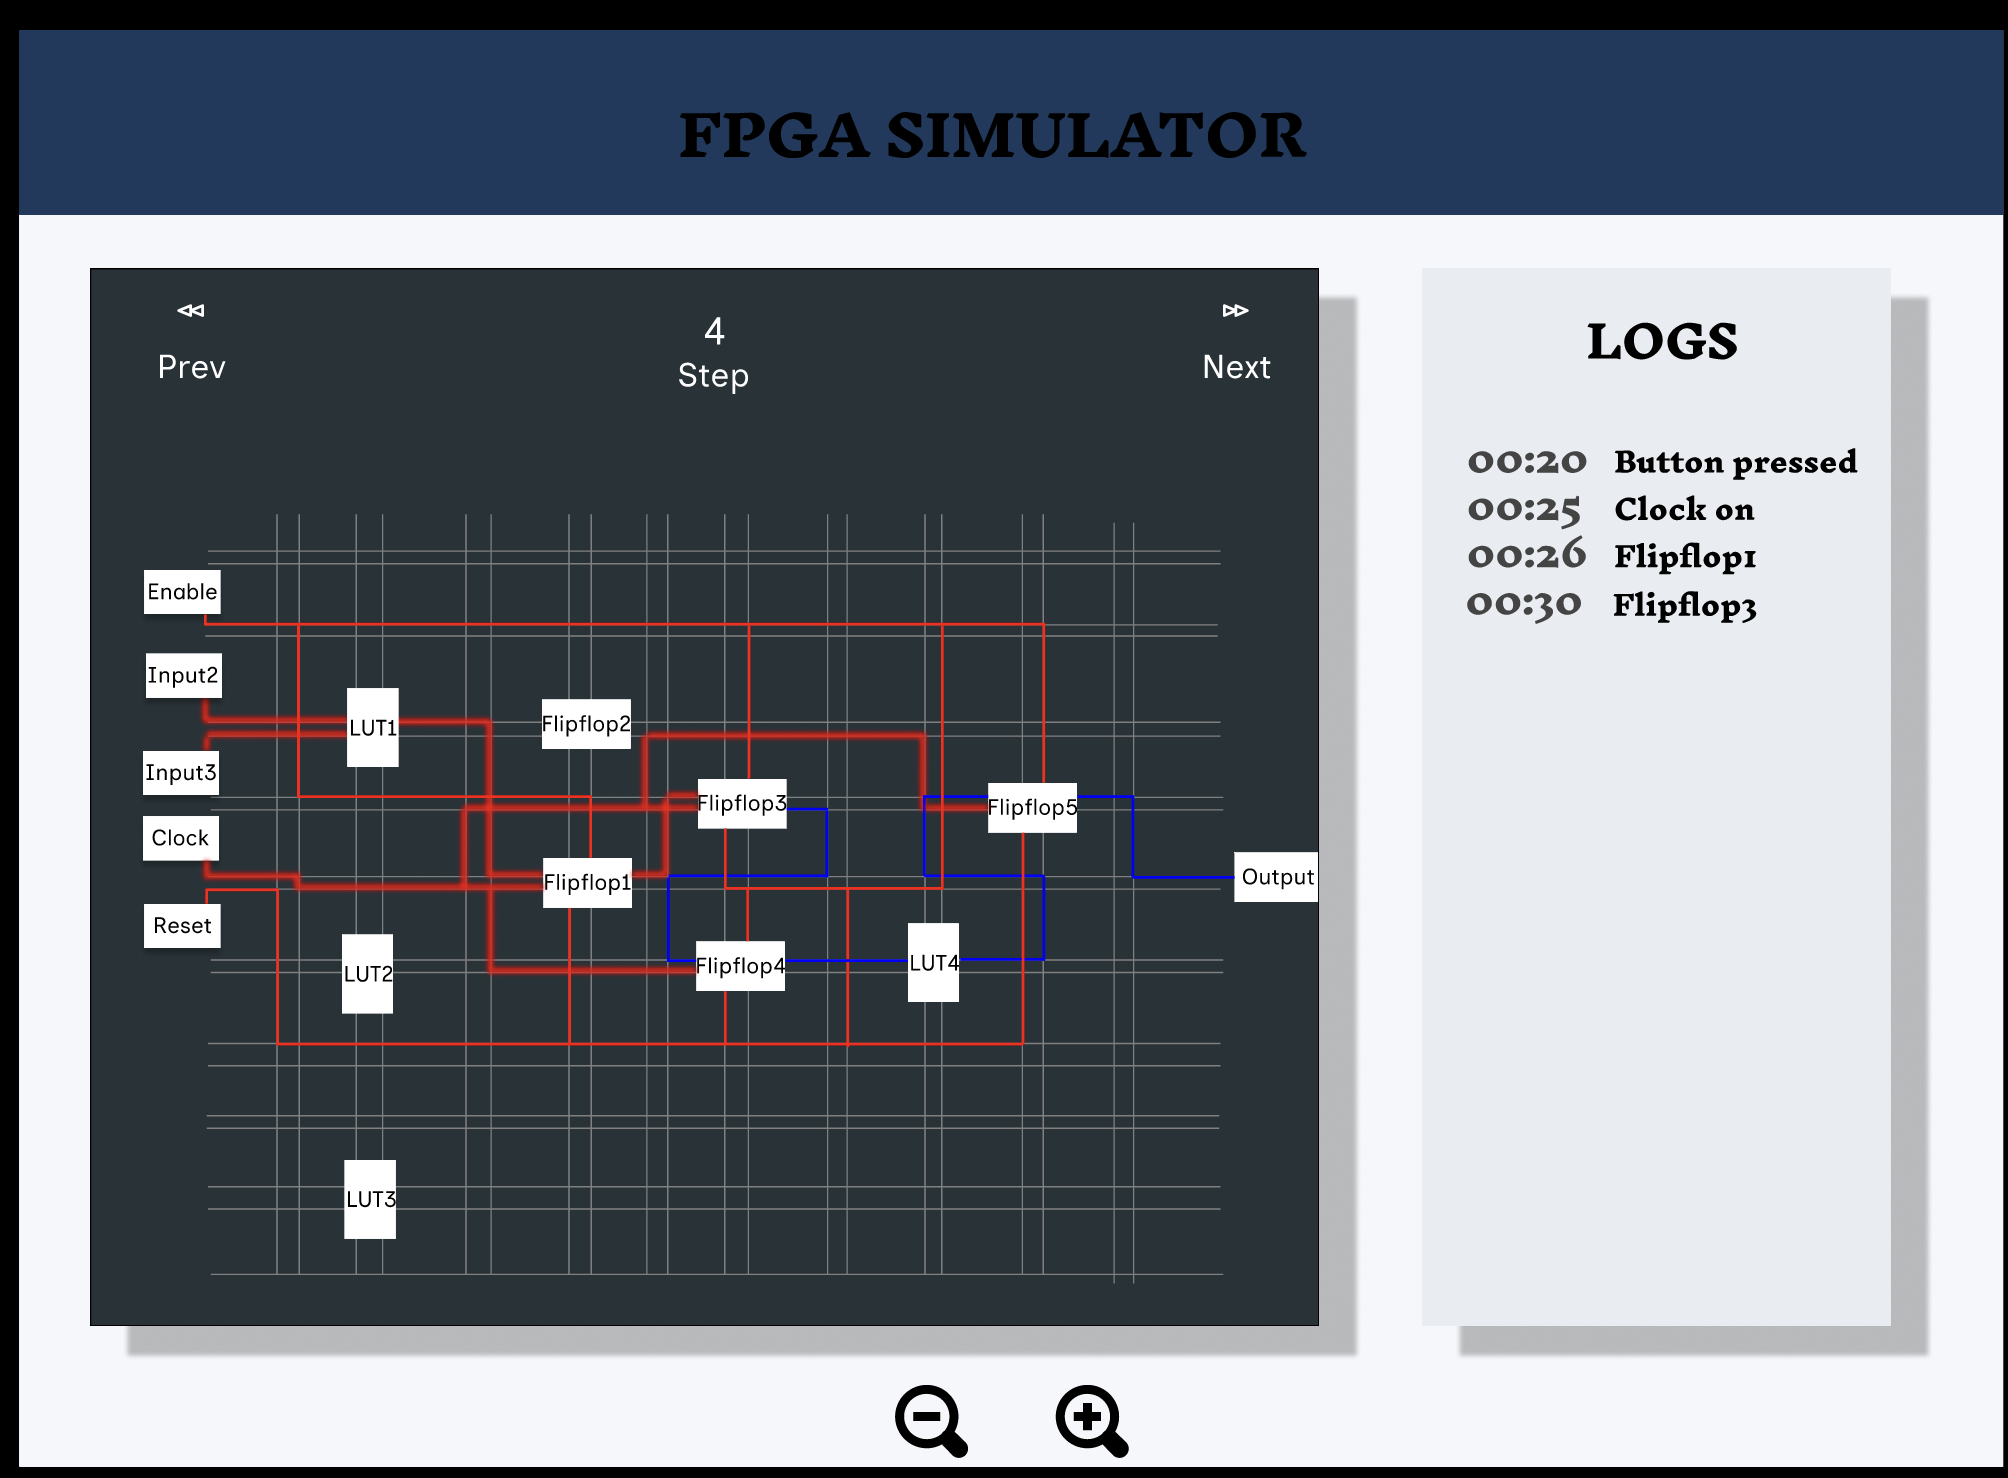 FPGA SIMULATOR
4
Prev
Step
Next
Enable
Input2
LUT1
Flipflop2
Input3
Flipflop3
Flipflop5
Clock
Flipflop1
Output
Reset
LUT2
Flipflop4
LUT4
LUT3
LOGS
00:20 Button pressed
00:25 Clock on
00:26 Flipflop1
00:30 Flipflop3